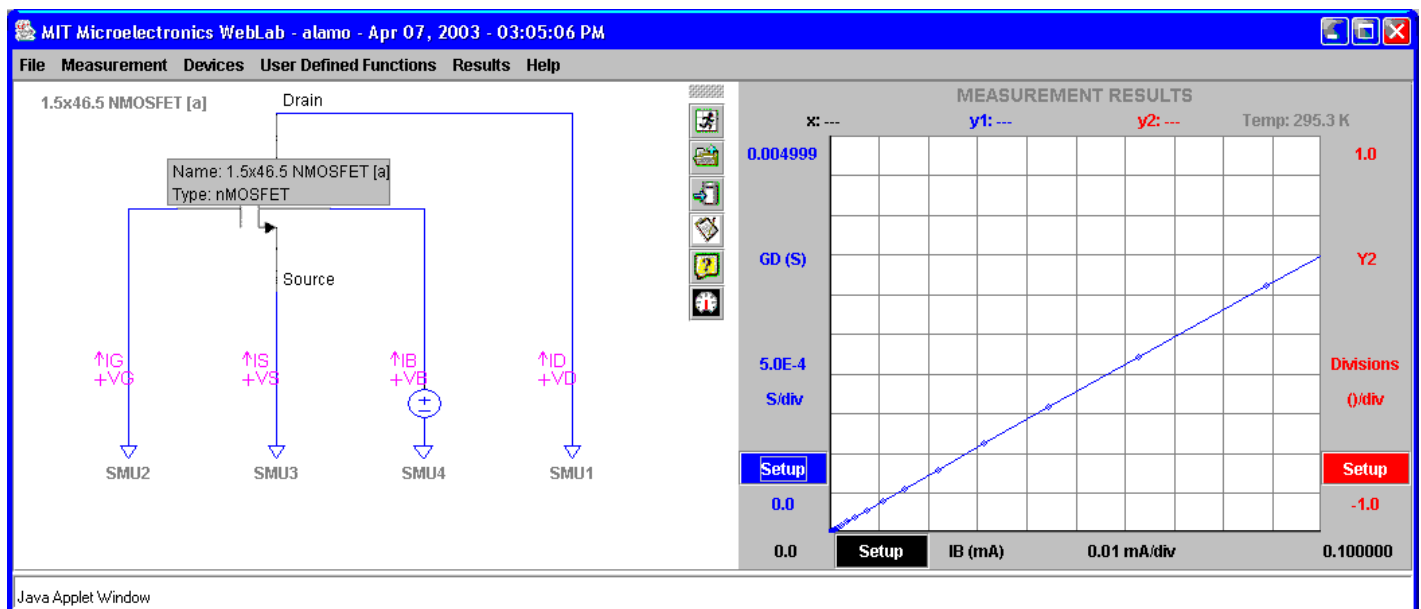 MIT Microelectronics WebLab - alamo - Apr 07, 2003 - 03:05:06 PM
File Measurement Devices User Defined Functions Results Help
1.5x46.5 NMOSFET [a]
Drain
Name: 1.5x46.5 NMOSFET [a]
Type: nMOSFET
Source
↑IG
+VG
↑IS
+VS
↑IB
+VB
↑ID
+VD
SMU2
SMU3
SMU4
SMU1
MEASUREMENT RESULTS
x: --- y1: --- y2: --- Temp: 295.3 K
0.004999
GD (S)
5.0E-4
S/div
Setup
0.0
1.0
Y2
Divisions
()/div
Setup
-1.0
0.0 Setup IB (mA) 0.01 mA/div 0.100000
Java Applet Window